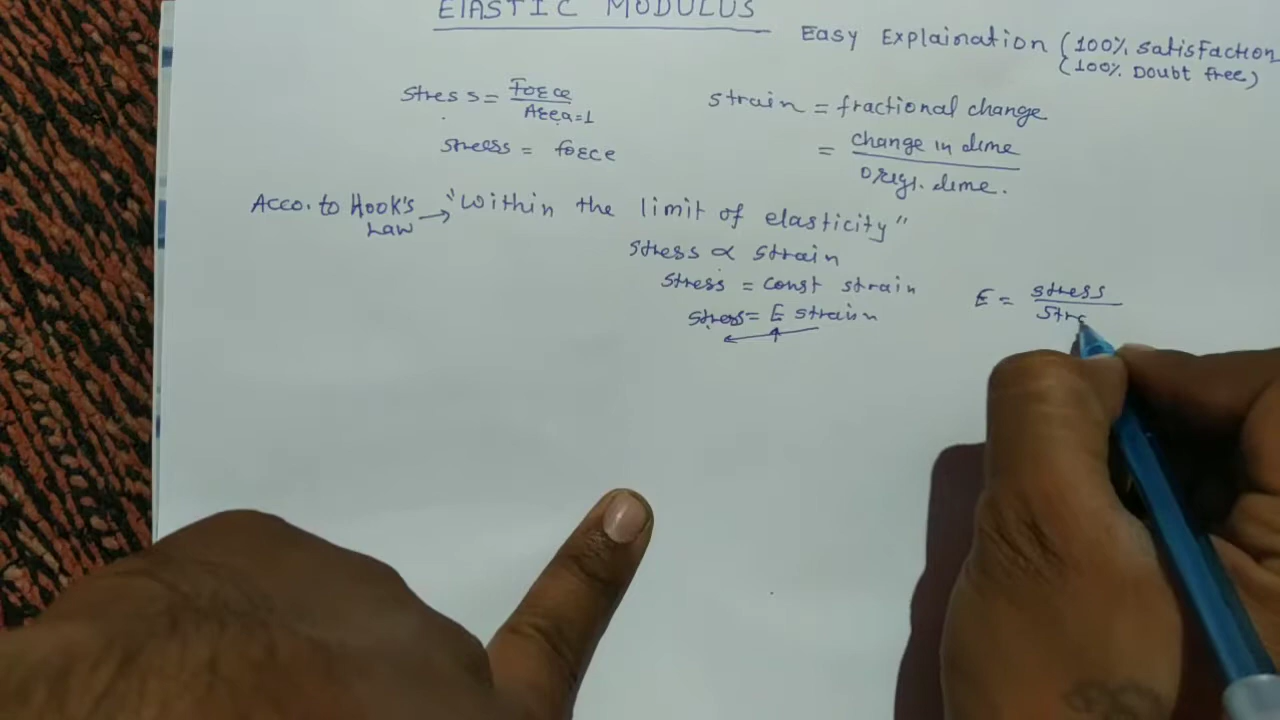 ELASTIC MODULUS
Easy Explaination (100% satisfaction
(100% Doubt free)
Stress = Force / Area=1
Stress = force
strain = fractional change
= change in dime / Orig. dime.
Acco. to Hook's Law → "Within the limit of elasticity"
Stress ∝ Strain
Stress = Const strain
Stress = E strain
E = stress / Stra